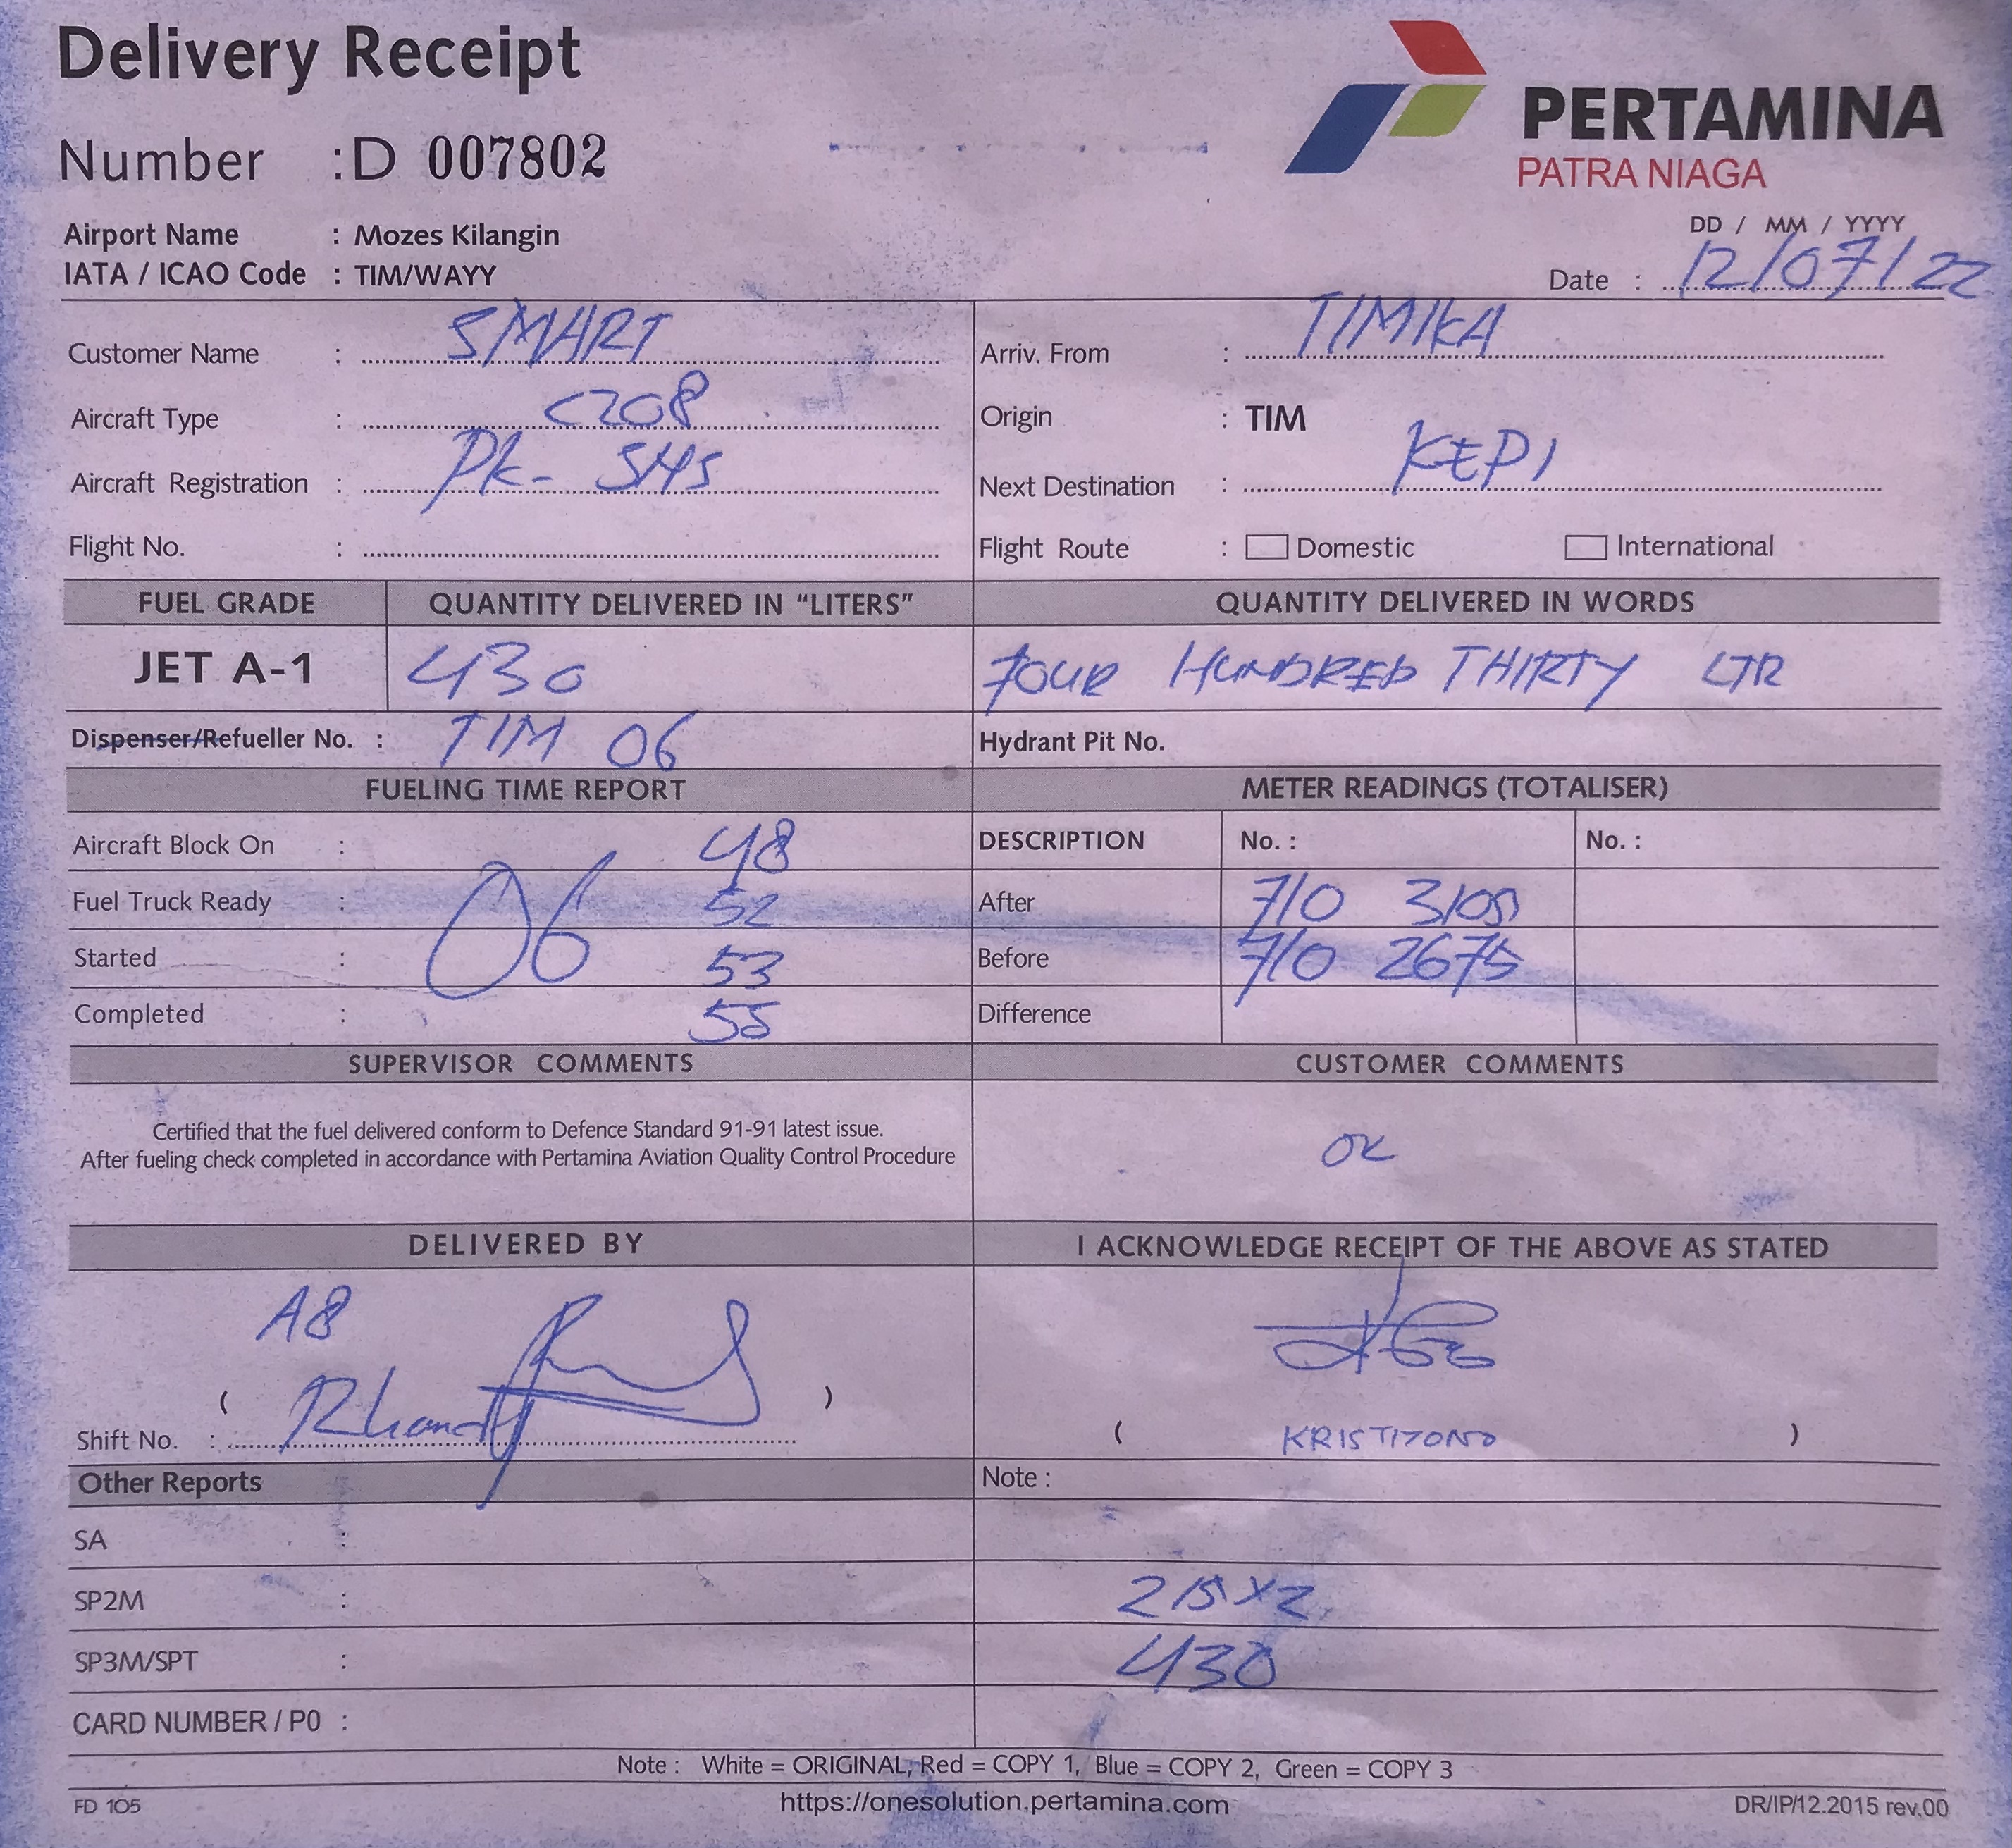 Delivery Receipt
Number : D 007802
PERTAMINA
PATRA NIAGA
Airport Name : Mozes Kilangin
IATA / ICAO Code : TIM/WAYY
DD / MM / YYYY
Date : 12/07/22
Customer Name : SMART
Arriv. From : TIMIKA
Aircraft Type : C208
Origin : TIM
Aircraft Registration : PK- SHS
Next Destination : KEPI
Flight No. :
Flight Route : Domestic International
FUEL GRADE QUANTITY DELIVERED IN “LITERS” QUANTITY DELIVERED IN WORDS
JET A-1 430 FOUR HUNDRED THIRTY LTR
Dispenser/Refueller No. : TIM 06 Hydrant Pit No.
FUELING TIME REPORT METER READINGS (TOTALISER)
Aircraft Block On : 48 DESCRIPTION No. : No. :
Fuel Truck Ready : 06 52 After 710 3105
Started : 53 Before 710 2675
Completed : 55 Difference
SUPERVISOR COMMENTS CUSTOMER COMMENTS
Certified that the fuel delivered conform to Defence Standard 91-91 latest issue.
After fueling check completed in accordance with Pertamina Aviation Quality Control Procedure
OK
DELIVERED BY I ACKNOWLEDGE RECEIPT OF THE ABOVE AS STATED
A8
( )
Shift No. :
( )
Other Reports Note :
SA :
SP2M : 215X2
SP3M/SPT : 430
CARD NUMBER / P0 :
Note : White = ORIGINAL, Red = COPY 1, Blue = COPY 2, Green = COPY 3
FD 105 https://onesolution.pertamina.com DR/IP/12.2015 rev.00